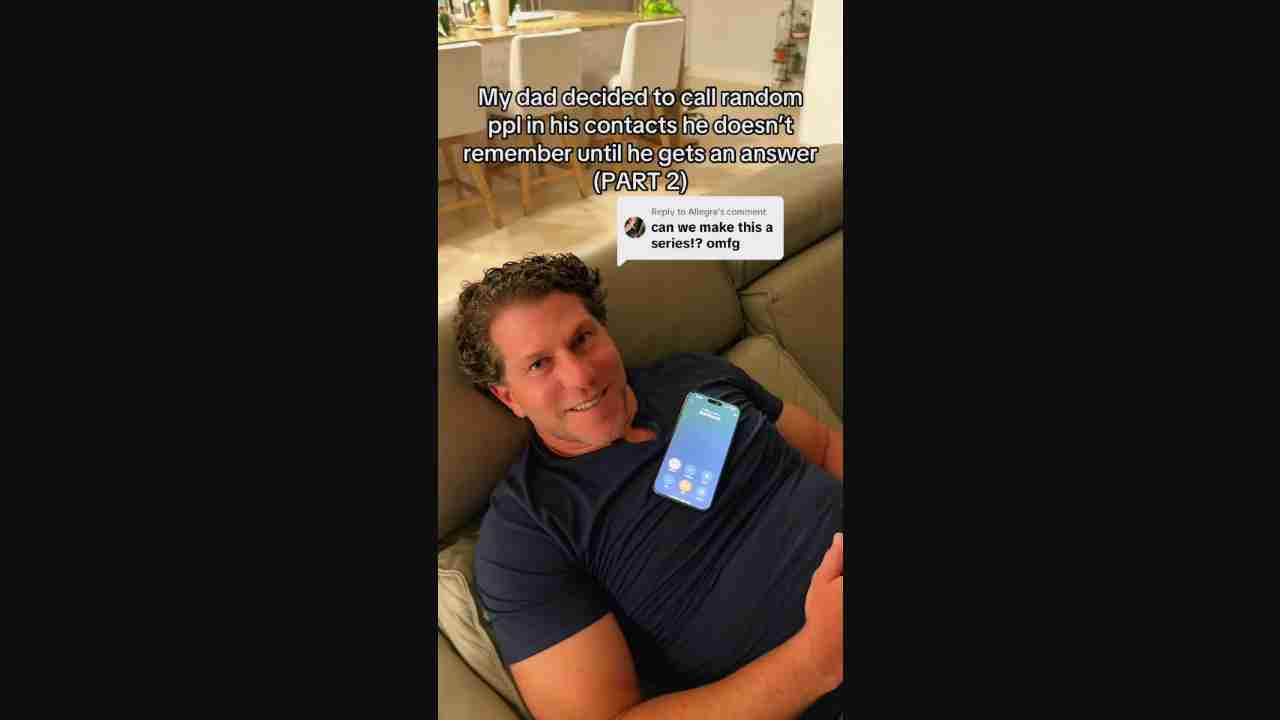 My dad decided to call random
ppl in his contacts he doesn't
remember until he gets an answer
(PART 2)
Reply to Allegra's comment
can we make this a
series!? omfg